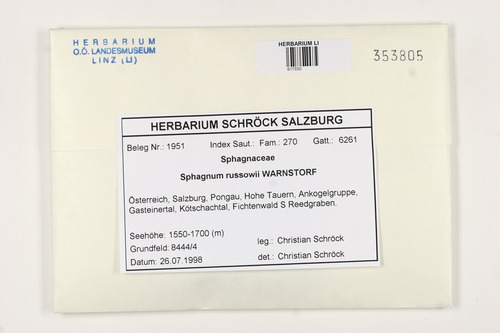 HERBARIUM
O.Ö. LANDESMUSEUM
LINZ (LI)
HERBARIUM LI
617550
353805
HERBARIUM SCHRÖCK SALZBURG
Beleg Nr.: 1951 Index Saut.: Fam.: 270 Gatt.: 6261
Sphagnaceae
Sphagnum russowii WARNSTORF
Österreich, Salzburg, Pongau, Hohe Tauern, Ankogelgruppe,
Gasteinertal, Kötschachtal, Fichtenwald S Reedgraben.
Seehöhe: 1550-1700 (m)
Grundfeld: 8444/4 leg.: Christian Schröck
Datum: 26.07.1998 det.: Christian Schröck